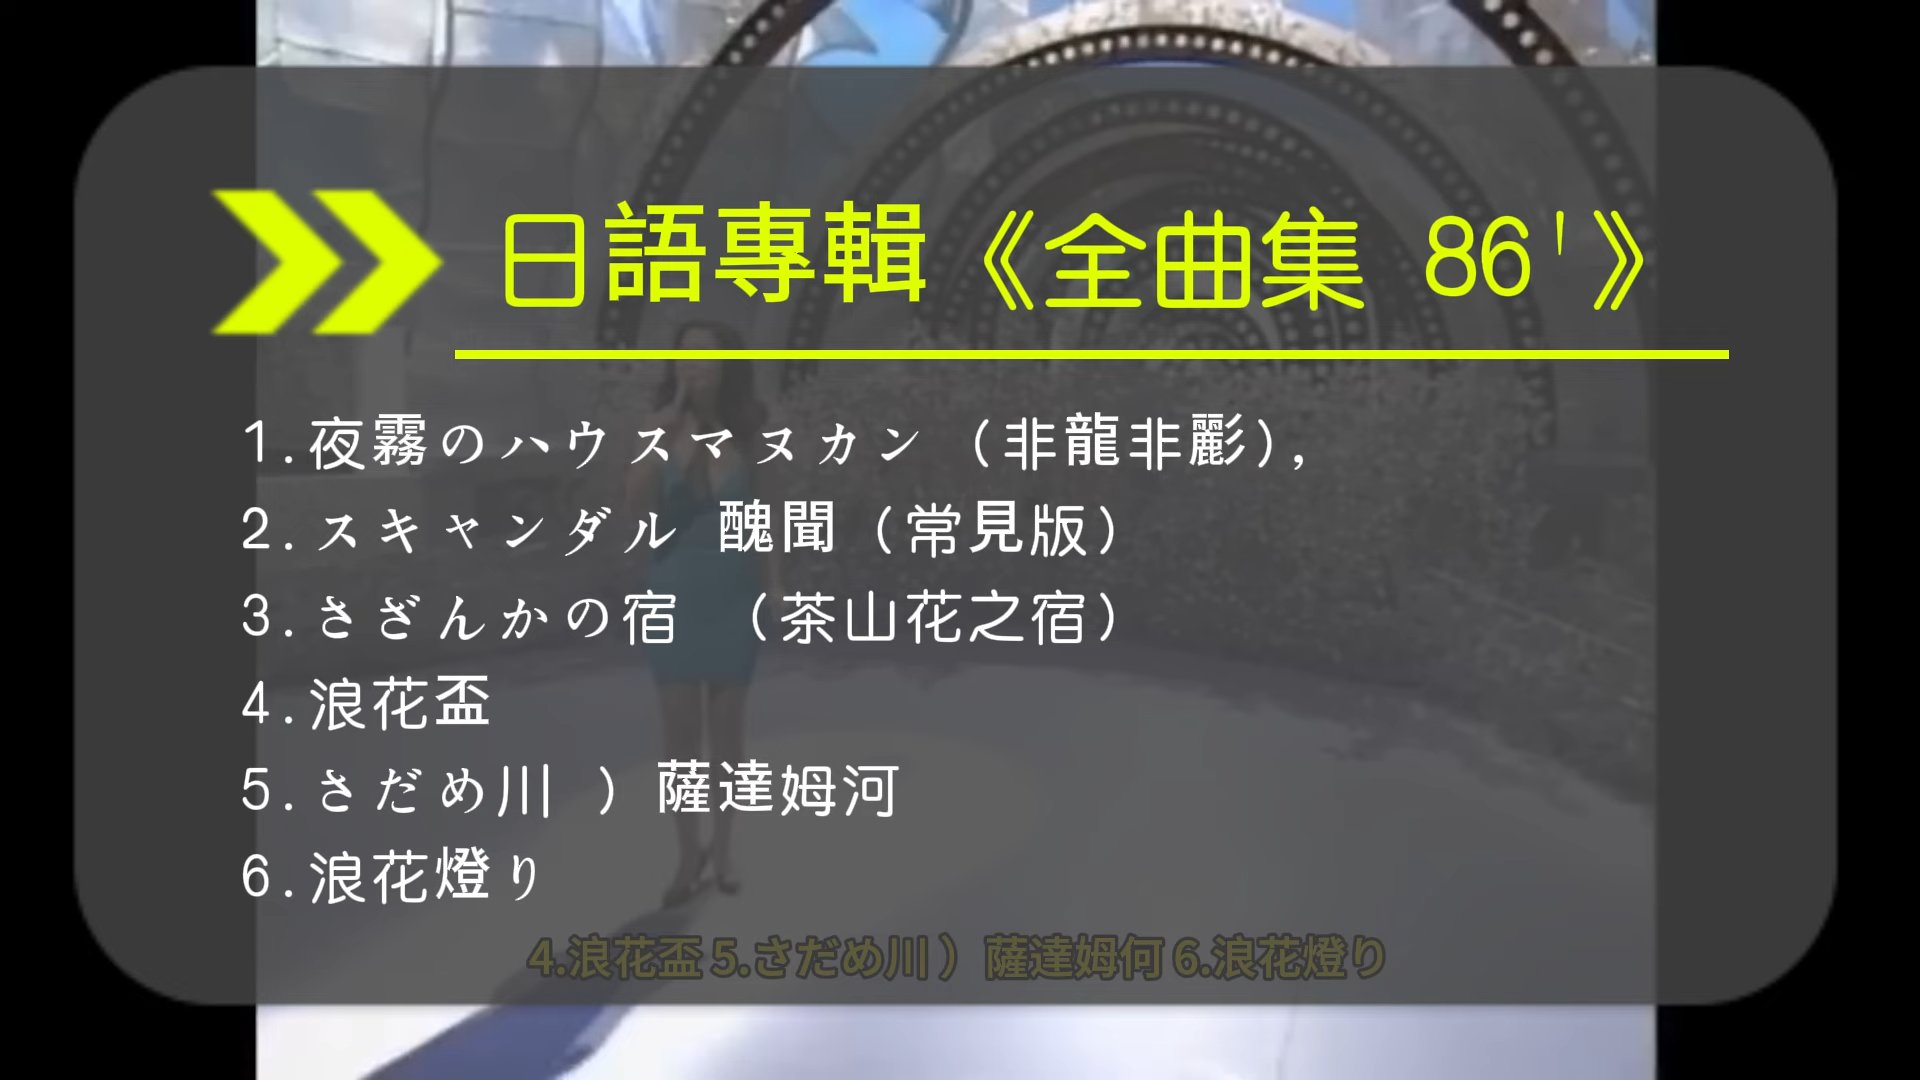 日語專輯《全曲集 86'》
1.夜霧のハウスマヌカン（非龍非酈),
2.スキャンダル 醜聞（常見版）
3.さざんかの宿 （茶山花之宿）
4.浪花盃
5.さだめ川 ）薩達姆河
6.浪花燈り
4.浪花盃 5.さだめ川 ）薩達姆何 6.浪花燈り